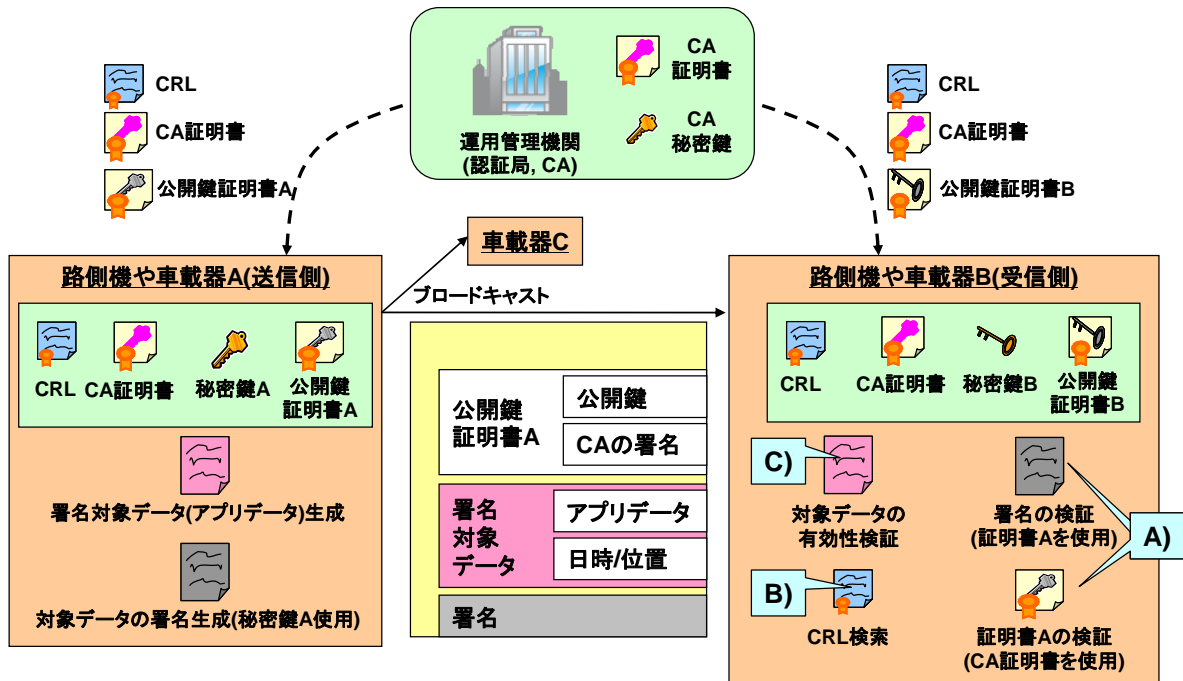 CRL
CA証明書
公開鍵証明書A
運用管理機関
(認証局, CA)
CA
証明書
CA
秘密鍵
CRL
CA証明書
公開鍵証明書B
車載器C
ブロードキャスト
路側機や車載器A(送信側)
CRL
CA証明書
秘密鍵A
公開鍵
証明書A
署名対象データ(アプリデータ)生成
対象データの署名生成(秘密鍵A使用)
公開鍵
証明書A
公開鍵
CAの署名
署名
対象
データ
アプリデータ
日時/位置
署名
路側機や車載器B(受信側)
CRL
CA証明書
秘密鍵B
公開鍵
証明書B
C)
対象データの
有効性検証
署名の検証
(証明書Aを使用)
A)
B)
CRL検索
証明書Aの検証
(CA証明書を使用)